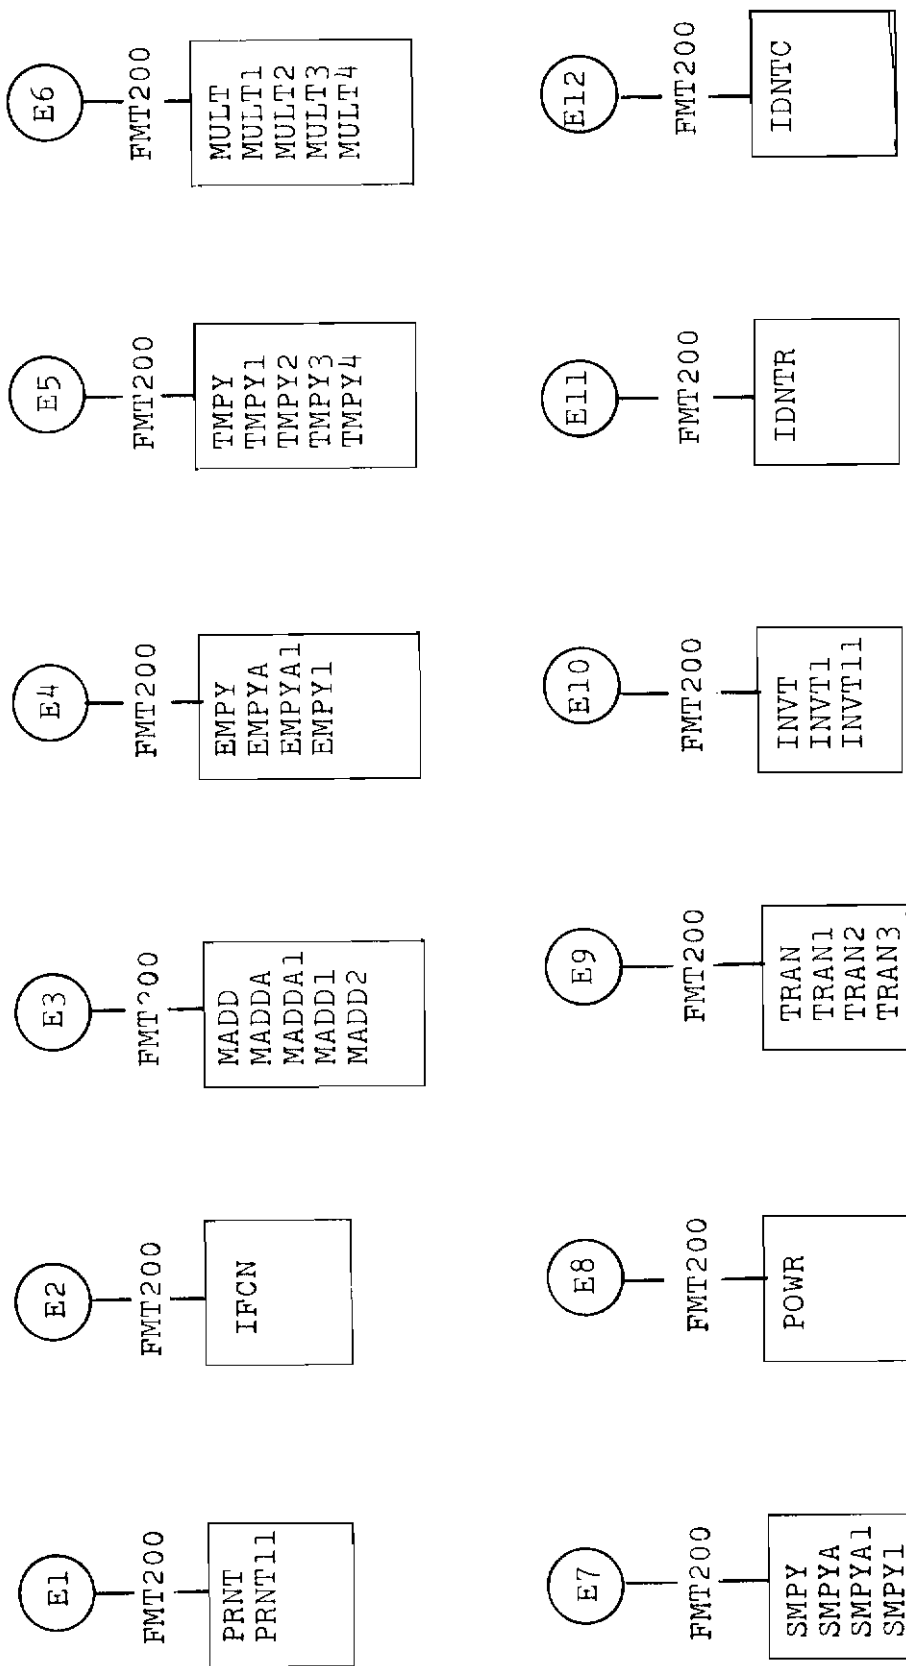 E1
FMT200
PRNT
PRNT11
E2
FMT200
IFCN
E3
FMT200
MADD
MADDA
MADDA1
MADD1
MADD2
E4
FMT200
EMPY
EMPYA
EMPYA1
EMPY1
E5
FMT200
TMPY
TMPY1
TMPY2
TMPY3
TMPY4
E6
FMT200
MULT
MULT1
MULT2
MULT3
MULT4
E7
FMT200
SMPY
SMPYA
SMPYA1
SMPY1
E8
FMT200
POWR
E9
FMT200
TRAN
TRAN1
TRAN2
TRAN3
E10
FMT200
INVT
INVT1
INVT11
E11
FMT200
IDNTR
E12
FMT200
IDNTC